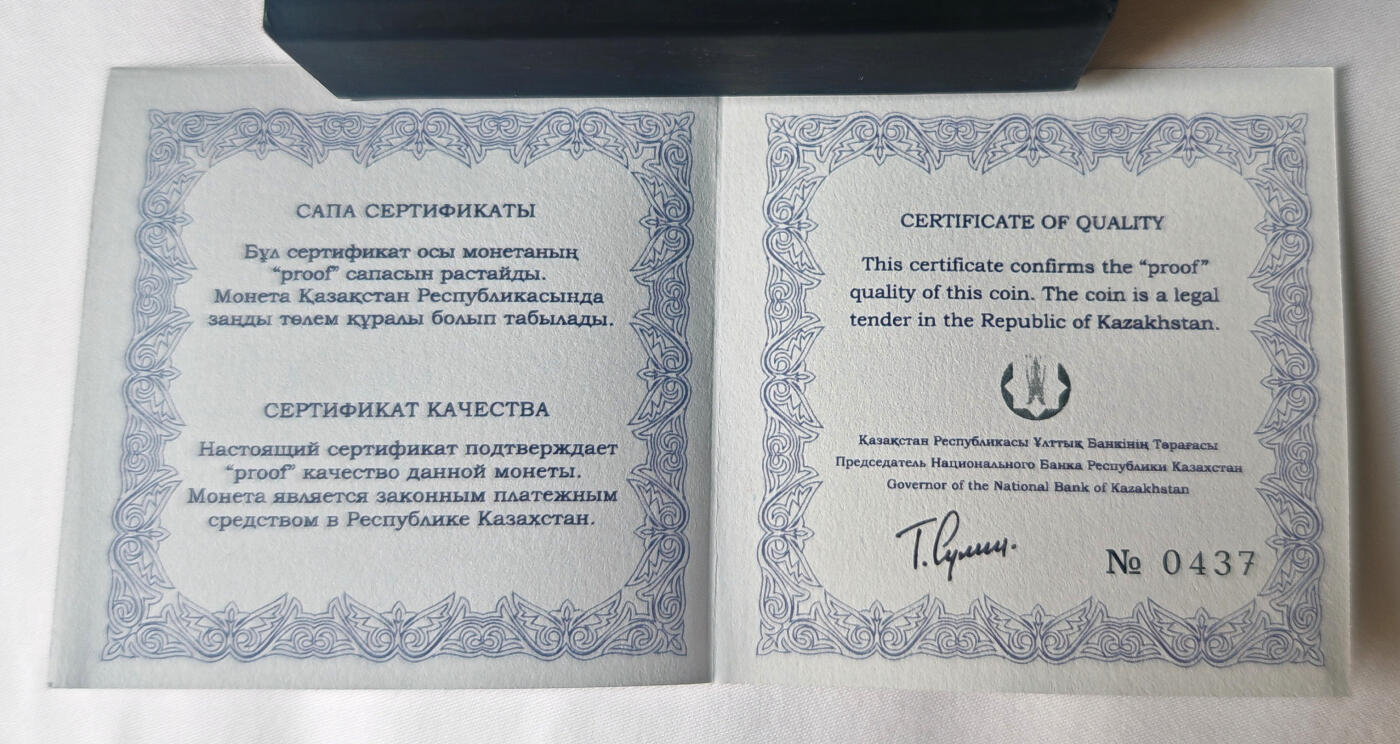 САПА СЕРТИФИКАТЫ
Бұл сертификат осы монетаның
“proof” сапасын растайды.
Монета Қазақстан Республикасында
заңды төлем құралы болып табылады.
СЕРТИФИКАТ КАЧЕСТВА
Настоящий сертификат подтверждает
“proof” качество данной монеты.
Монета является законным платежным
средством в Республике Казахстан.
CERTIFICATE OF QUALITY
This certificate confirms the “proof”
quality of this coin. The coin is a legal
tender in the Republic of Kazakhstan.
Қазақстан Республикасы Ұлттық Банкінің Төрағасы
Председатель Национального Банка Республики Казахстан
Governor of the National Bank of Kazakhstan
№ 0437